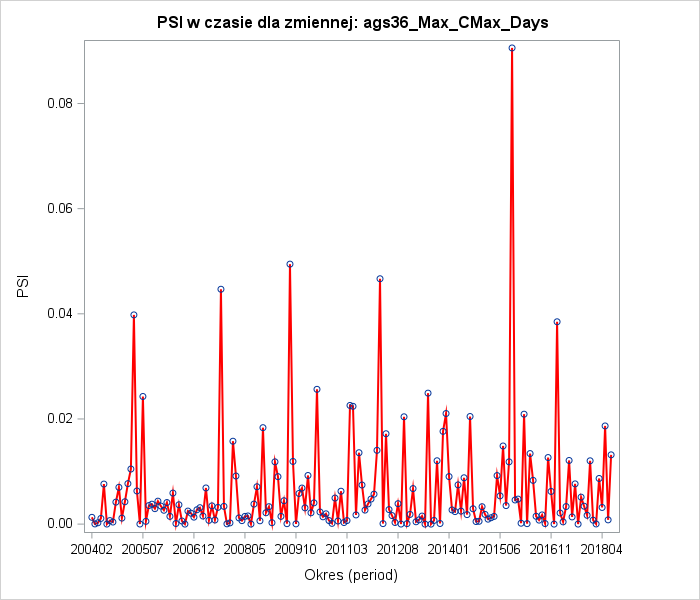 PSI w czasie dla zmiennej: ags36_Max_CMax_Days
PSI
0.08
0.06
0.04
0.02
0.00
200402 200507 200612 200805 200910 201103 201208 201401 201506 201611 201804
Okres (period)